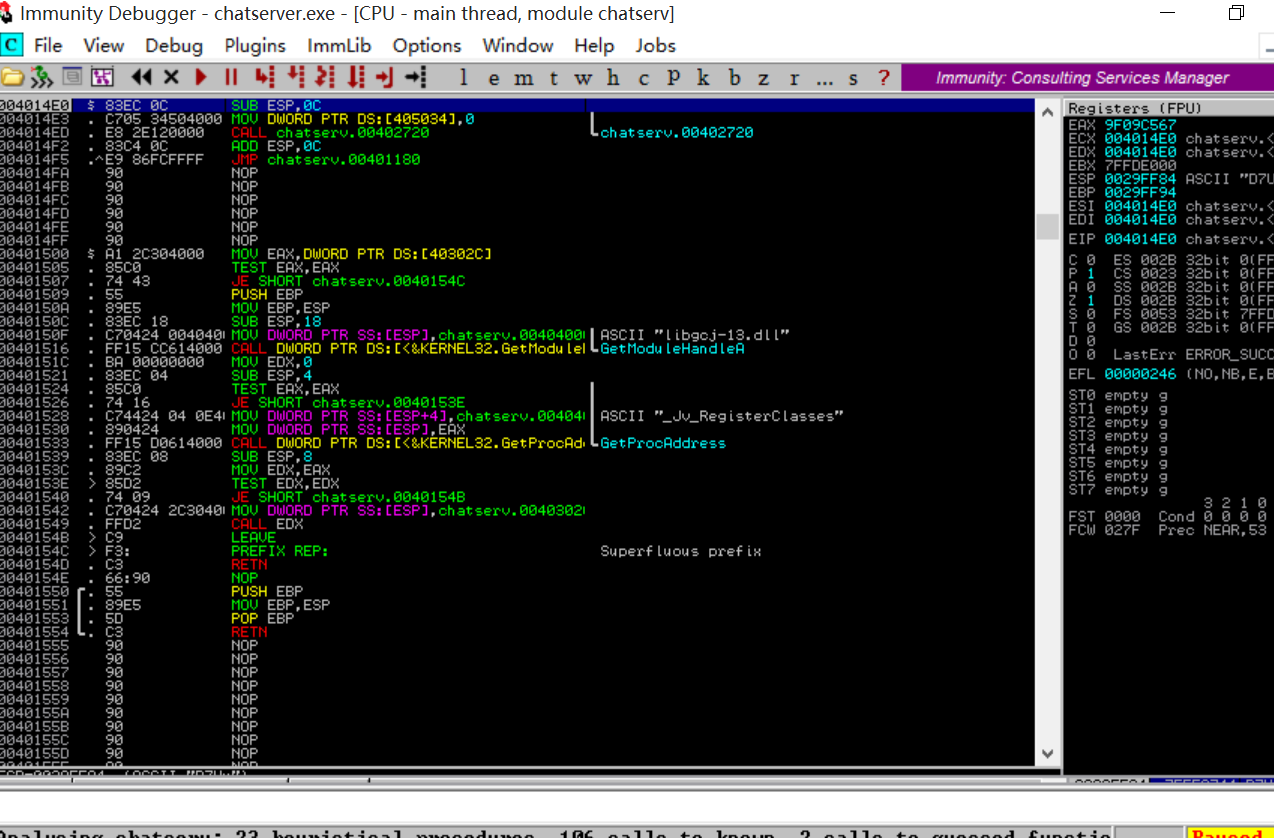 Immunity Debugger - chatserver.exe - [CPU - main thread, module chatserv]
C File View Debug Plugins ImmLib Options Window Help Jobs
l e m t w h c P k b z r ... s ? Immunity: Consulting Services Manager
004014E0 $ 83EC 0C SUB ESP,0C
004014E3 . C705 34504000 MOV DWORD PTR DS:[405034],0
004014ED . E8 2E120000 CALL chatserv.00402720 chatserv.00402720
004014F2 . 83C4 0C ADD ESP,0C
004014F5 .^E9 86FCFFFF JMP chatserv.00401180
004014FA 90 NOP
004014FB 90 NOP
004014FC 90 NOP
004014FD 90 NOP
004014FE 90 NOP
004014FF 90 NOP
00401500 $ A1 2C304000 MOV EAX,DWORD PTR DS:[40302C]
00401505 . 85C0 TEST EAX,EAX
00401507 . 74 43 JE SHORT chatserv.0040154C
00401509 . 55 PUSH EBP
0040150A . 89E5 MOV EBP,ESP
0040150C . 83EC 18 SUB ESP,18
0040150F . C70424 004040 MOV DWORD PTR SS:[ESP],chatserv.0040400 ASCII "libgcj-13.dll"
00401516 . FF15 CC614000 CALL DWORD PTR DS:[<&KERNEL32.GetModule GetModuleHandleA
0040151C . BA 00000000 MOV EDX,0
00401521 . 83EC 04 SUB ESP,4
00401524 . 85C0 TEST EAX,EAX
00401526 . 74 16 JE SHORT chatserv.0040153E
00401528 . C74424 04 0E4 MOV DWORD PTR SS:[ESP+4],chatserv.00404 ASCII "_Jv_RegisterClasses"
00401530 . 890424 MOV DWORD PTR SS:[ESP],EAX
00401533 . FF15 D0614000 CALL DWORD PTR DS:[<&KERNEL32.GetProcAd GetProcAddress
00401539 . 83EC 08 SUB ESP,8
0040153C . 89C2 MOV EDX,EAX
0040153E > 85D2 TEST EDX,EDX
00401540 . 74 09 JE SHORT chatserv.0040154B
00401542 . C70424 2C3040 MOV DWORD PTR SS:[ESP],chatserv.0040302
00401549 . FFD2 CALL EDX
0040154B > C9 LEAVE
0040154C > F3: PREFIX REP: Superfluous prefix
0040154D . C3 RETN
0040154E . 66:90 NOP
00401550 . 55 PUSH EBP
00401551 . 89E5 MOV EBP,ESP
00401553 . 5D POP EBP
00401554 . C3 RETN
00401555 90 NOP
00401556 90 NOP
00401557 90 NOP
00401558 90 NOP
00401559 90 NOP
0040155A 90 NOP
0040155B 90 NOP
0040155C 90 NOP
0040155D 90 NOP
Registers (FPU)
EAX 9F09C567
ECX 004014E0 chatserv.<
EDX 004014E0 chatserv.<
EBX 7FFDE000
ESP 0029FF84 ASCII "D7U
EBP 0029FF94
ESI 004014E0 chatserv.<
EDI 004014E0 chatserv.<
EIP 004014E0 chatserv.<
C 0 ES 002B 32bit 0(FF
P 1 CS 0023 32bit 0(FF
A 0 SS 002B 32bit 0(FF
Z 1 DS 002B 32bit 0(FF
S 0 FS 0053 32bit 7FFD
T 0 GS 002B 32bit 0(FF
D 0
O 0 LastErr ERROR_SUCC
EFL 00000246 (NO,NB,E,B
ST0 empty g
ST1 empty g
ST2 empty g
ST3 empty g
ST4 empty g
ST5 empty g
ST6 empty g
ST7 empty g
3 2 1 0
FST 0000 Cond 0 0 0 0
FCW 027F Prec NEAR,53
Analysing chatserv: 23 heuristical procedures, 106 calls to known, 2 calls to guessed functio
Paused